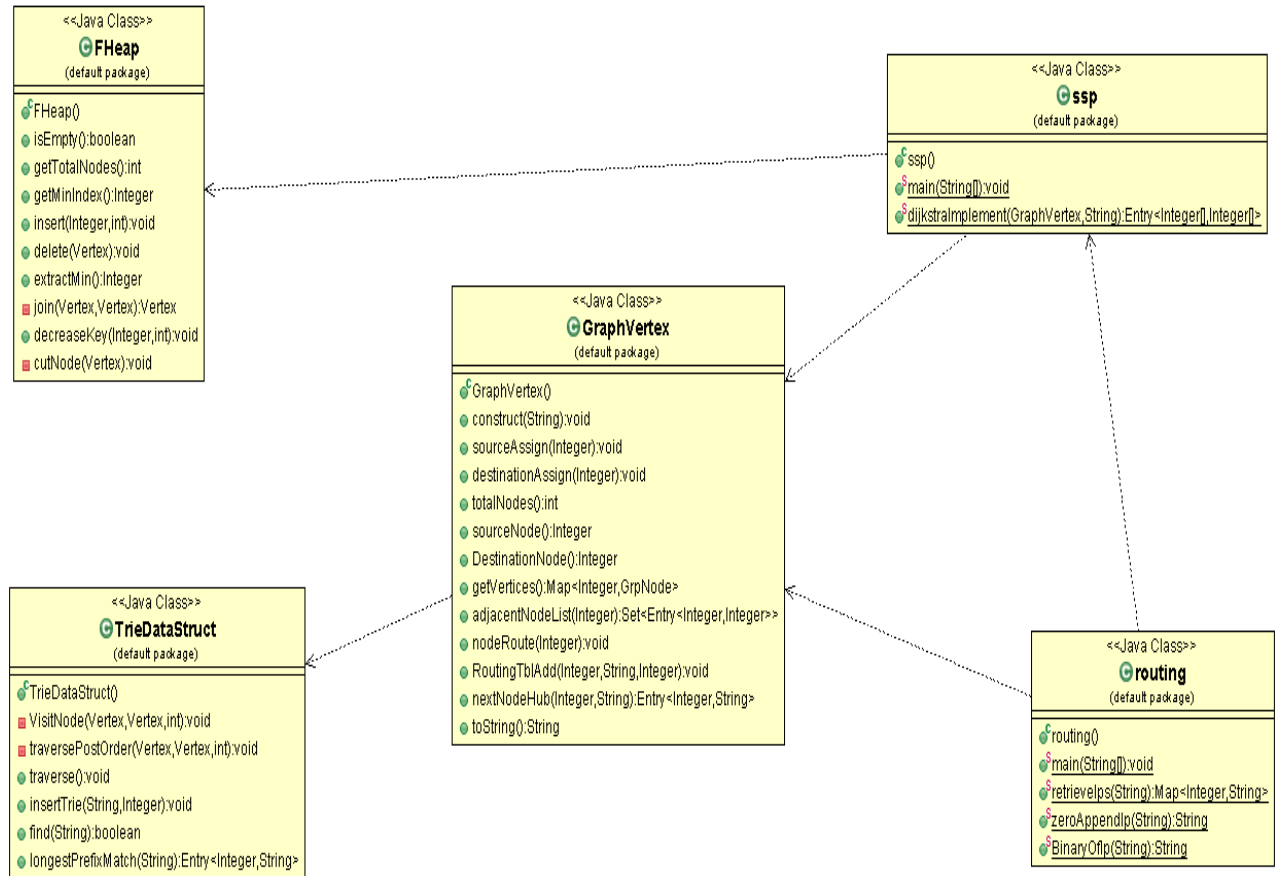 <<Java Class>>
FHeap
(default package)
FHeap()
isEmpty():boolean
getTotalNodes():int
getMinIndex():Integer
insert(Integer,int):void
delete(Vertex):void
extractMin():Integer
join(Vertex,Vertex):Vertex
decreaseKey(Integer,int):void
cutNode(Vertex):void
<<Java Class>>
ssp
(default package)
ssp()
main(String[]):void
dijkstraImplement(GraphVertex,String):Entry<Integer[],Integer[]>
<<Java Class>>
GraphVertex
(default package)
GraphVertex()
construct(String):void
sourceAssign(Integer):void
destinationAssign(Integer):void
totalNodes():int
sourceNode():Integer
DestinationNode():Integer
getVertices():Map<Integer,GrpNode>
adjacentNodeList(Integer):Set<Entry<Integer,Integer>>
nodeRoute(Integer):void
RoutingTblAdd(Integer,String,Integer):void
nextNodeHub(Integer,String):Entry<Integer,String>
toString():String
<<Java Class>>
TrieDataStruct
(default package)
TrieDataStruct()
VisitNode(Vertex,Vertex,int):void
traversePostOrder(Vertex,Vertex,int):void
traverse():void
insertTrie(String,Integer):void
find(String):boolean
longestPrefixMatch(String):Entry<Integer,String>
<<Java Class>>
routing
(default package)
routing()
main(String[]):void
retrieveIps(String):Map<Integer,String>
zeroAppendIp(String):String
BinaryOfIp(String):String